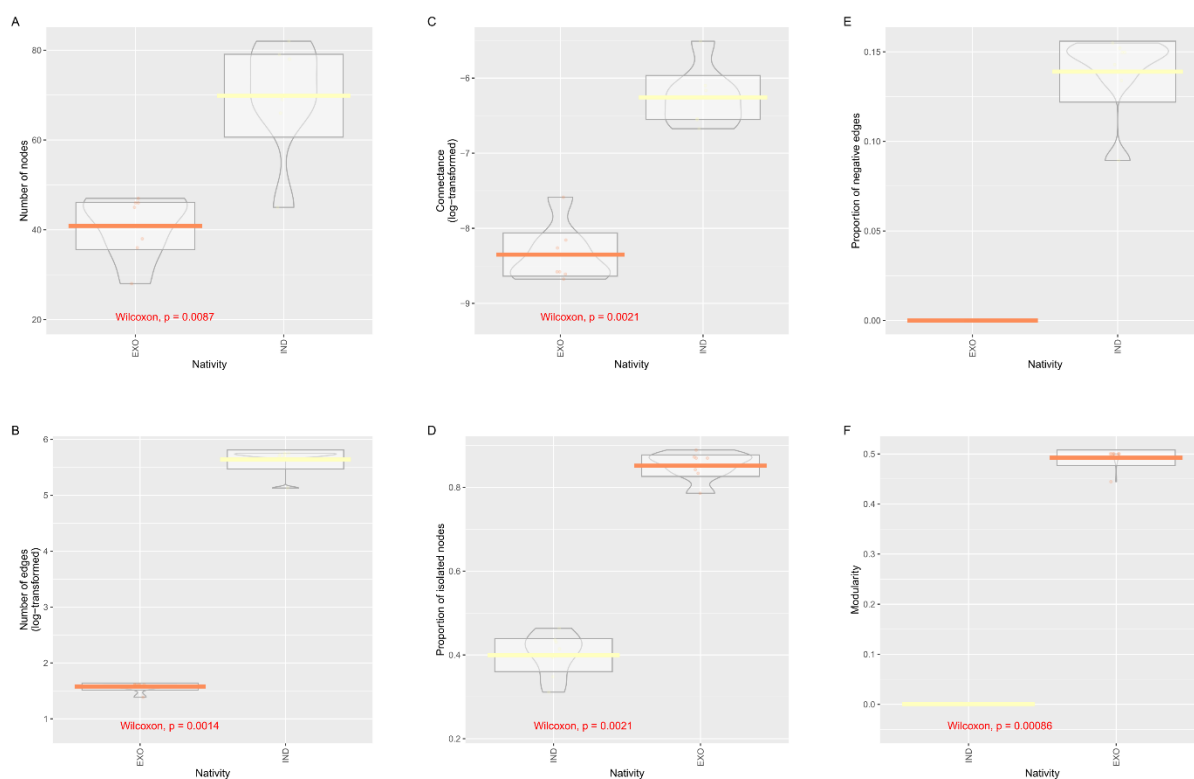 A
Number of nodes
80
60
40
20
Wilcoxon, p = 0.0087
EXO
IND
Nativity
C
Connectance
(log−transformed)
−6
−8
−9
Wilcoxon, p = 0.0021
EXO
IND
Nativity
E
Proportion of negative edges
0.15
0.10
0.05
0.00
EXO
IND
Nativity
B
Number of edges
(log−transformed)
6
5
4
3
2
1
Wilcoxon, p = 0.0014
EXO
IND
Nativity
D
Proportion of isolated nodes
0.8
0.6
0.4
0.2
Wilcoxon, p = 0.0021
IND
EXO
Nativity
F
Modularity
0.5
0.4
0.3
0.2
0.1
0.0
Wilcoxon, p = 0.00086
IND
EXO
Nativity